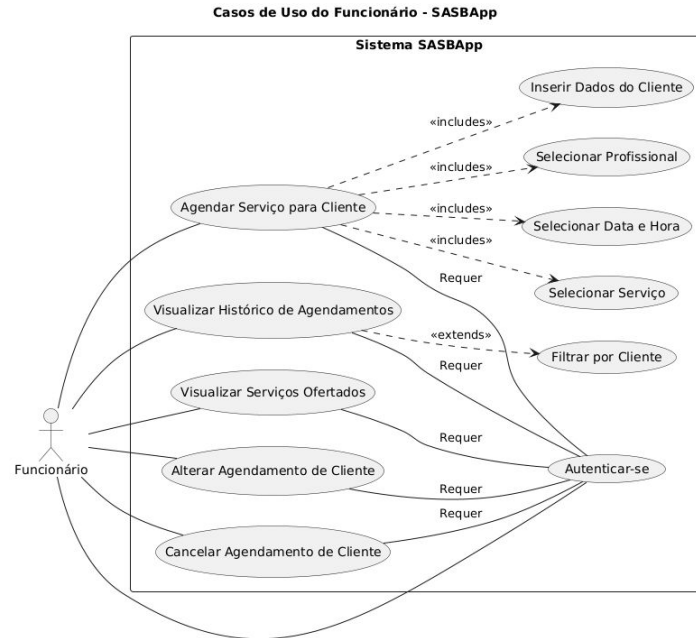 Casos de Uso do Funcionário - SASBApp
Sistema SASBApp
Inserir Dados do Cliente
«includes»
Selecionar Profissional
«includes»
Agendar Serviço para Cliente
«includes»
Selecionar Data e Hora
«includes»
Requer
Selecionar Serviço
Visualizar Histórico de Agendamentos
«extends»
Filtrar por Cliente
Requer
Visualizar Serviços Ofertados
Requer
Funcionário
Alterar Agendamento de Cliente
Autenticar-se
Requer
Requer
Cancelar Agendamento de Cliente